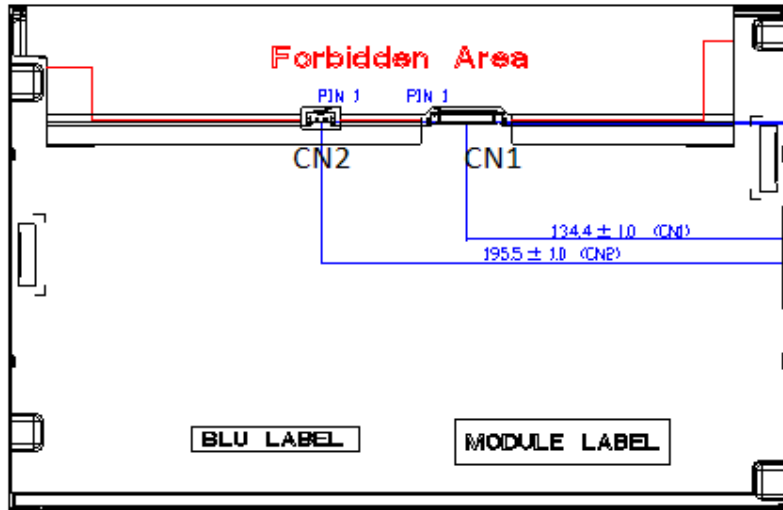 Forbidden Area
PIN 1 PIN 1
CN2 CN1
134.4 ± 1.0 (CN1)
195.5 ± 1.0 (CN2)
BLU LABEL
MODULE LABEL